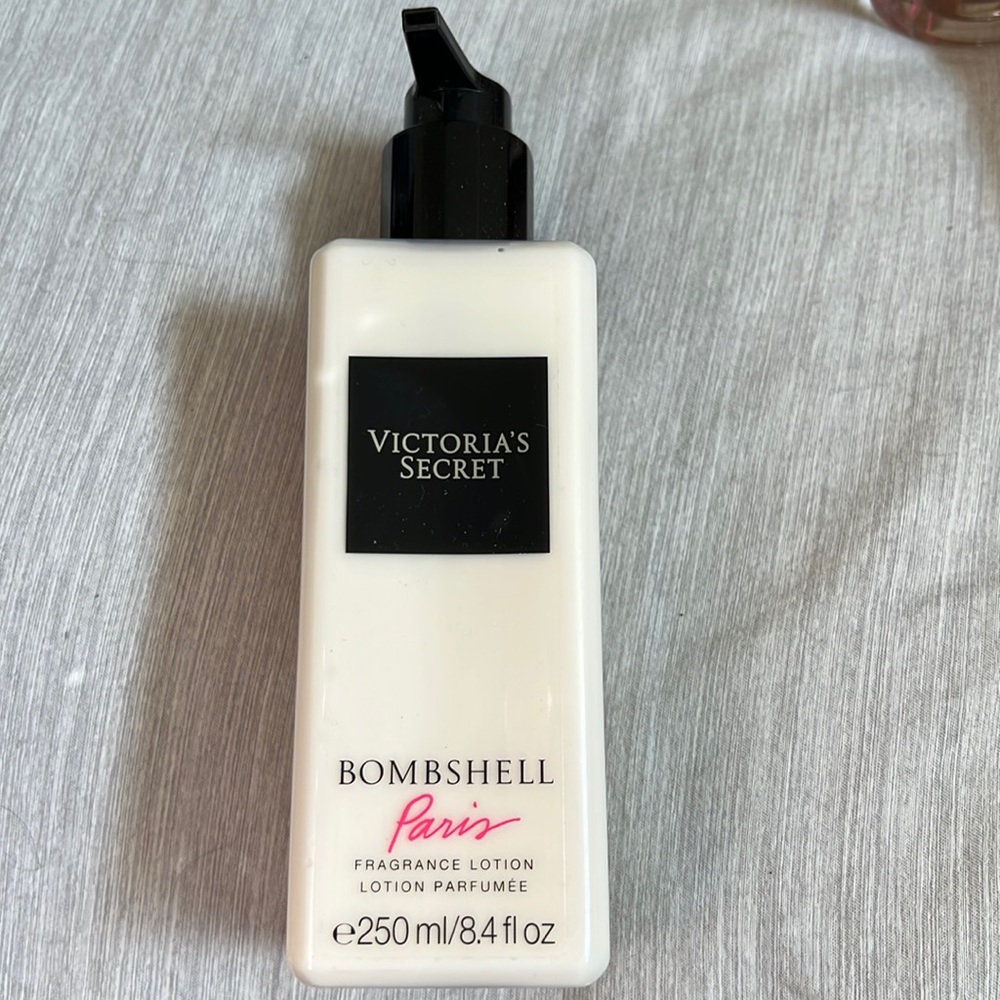 VICTORIA'S
SECRET
BOMBSHELL
Paris
FRAGRANCE LOTION
LOTION PARFUMÉE
℮250 ml/8.4 fl oz